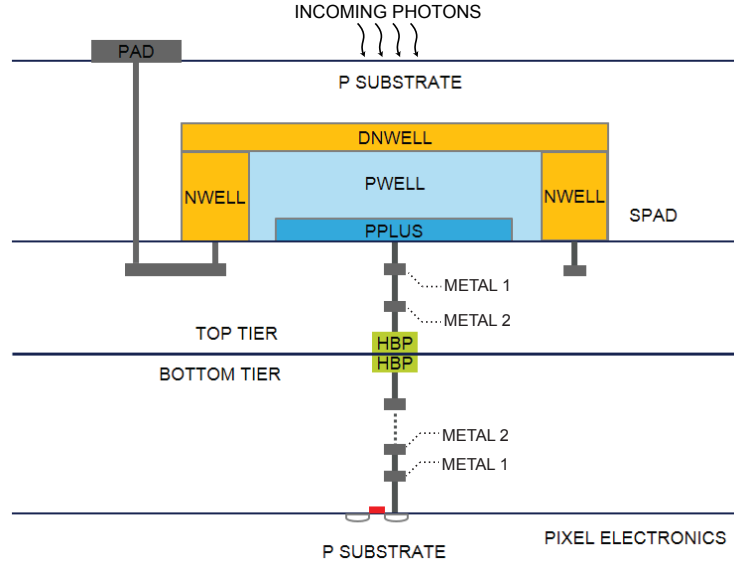 INCOMING PHOTONS
PAD
P SUBSTRATE
DNWELL
PWELL
NWELL
NWELL
PPLUS
SPAD
METAL 1
METAL 2
TOP TIER
HBP
HBP
BOTTOM TIER
METAL 2
METAL 1
PIXEL ELECTRONICS
P SUBSTRATE